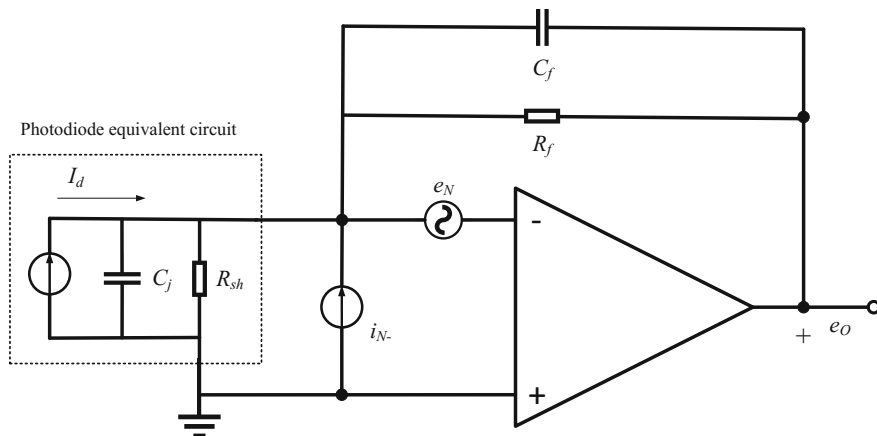 C_f
R_f
Photodiode equivalent circuit
I_d
e_N
-
C_j
R_sh
i_N-
+
+
e_O